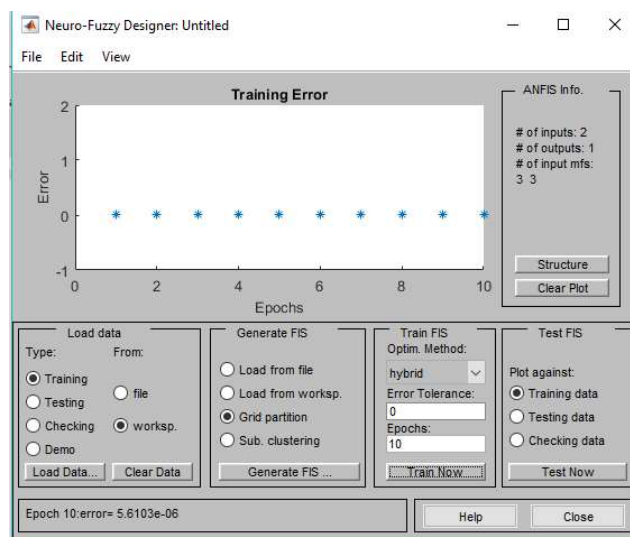 Neuro-Fuzzy Designer: Untitled
File Edit View
Training Error
2
1
0
-1
Error
0 2 4 6 8 10
Epochs
ANFIS Info.
# of inputs: 2
# of outputs: 1
# of input mfs:
3 3
Structure
Clear Plot
Load data
Type: From:
Training
Testing
Checking
Demo
file
worksp.
Load Data... Clear Data
Generate FIS
Load from file
Load from worksp.
Grid partition
Sub. clustering
Generate FIS ...
Train FIS
Optim. Method:
hybrid
Error Tolerance:
0
Epochs:
10
Train Now
Test FIS
Plot against:
Training data
Testing data
Checking data
Test Now
Epoch 10:error= 5.6103e-06
Help Close